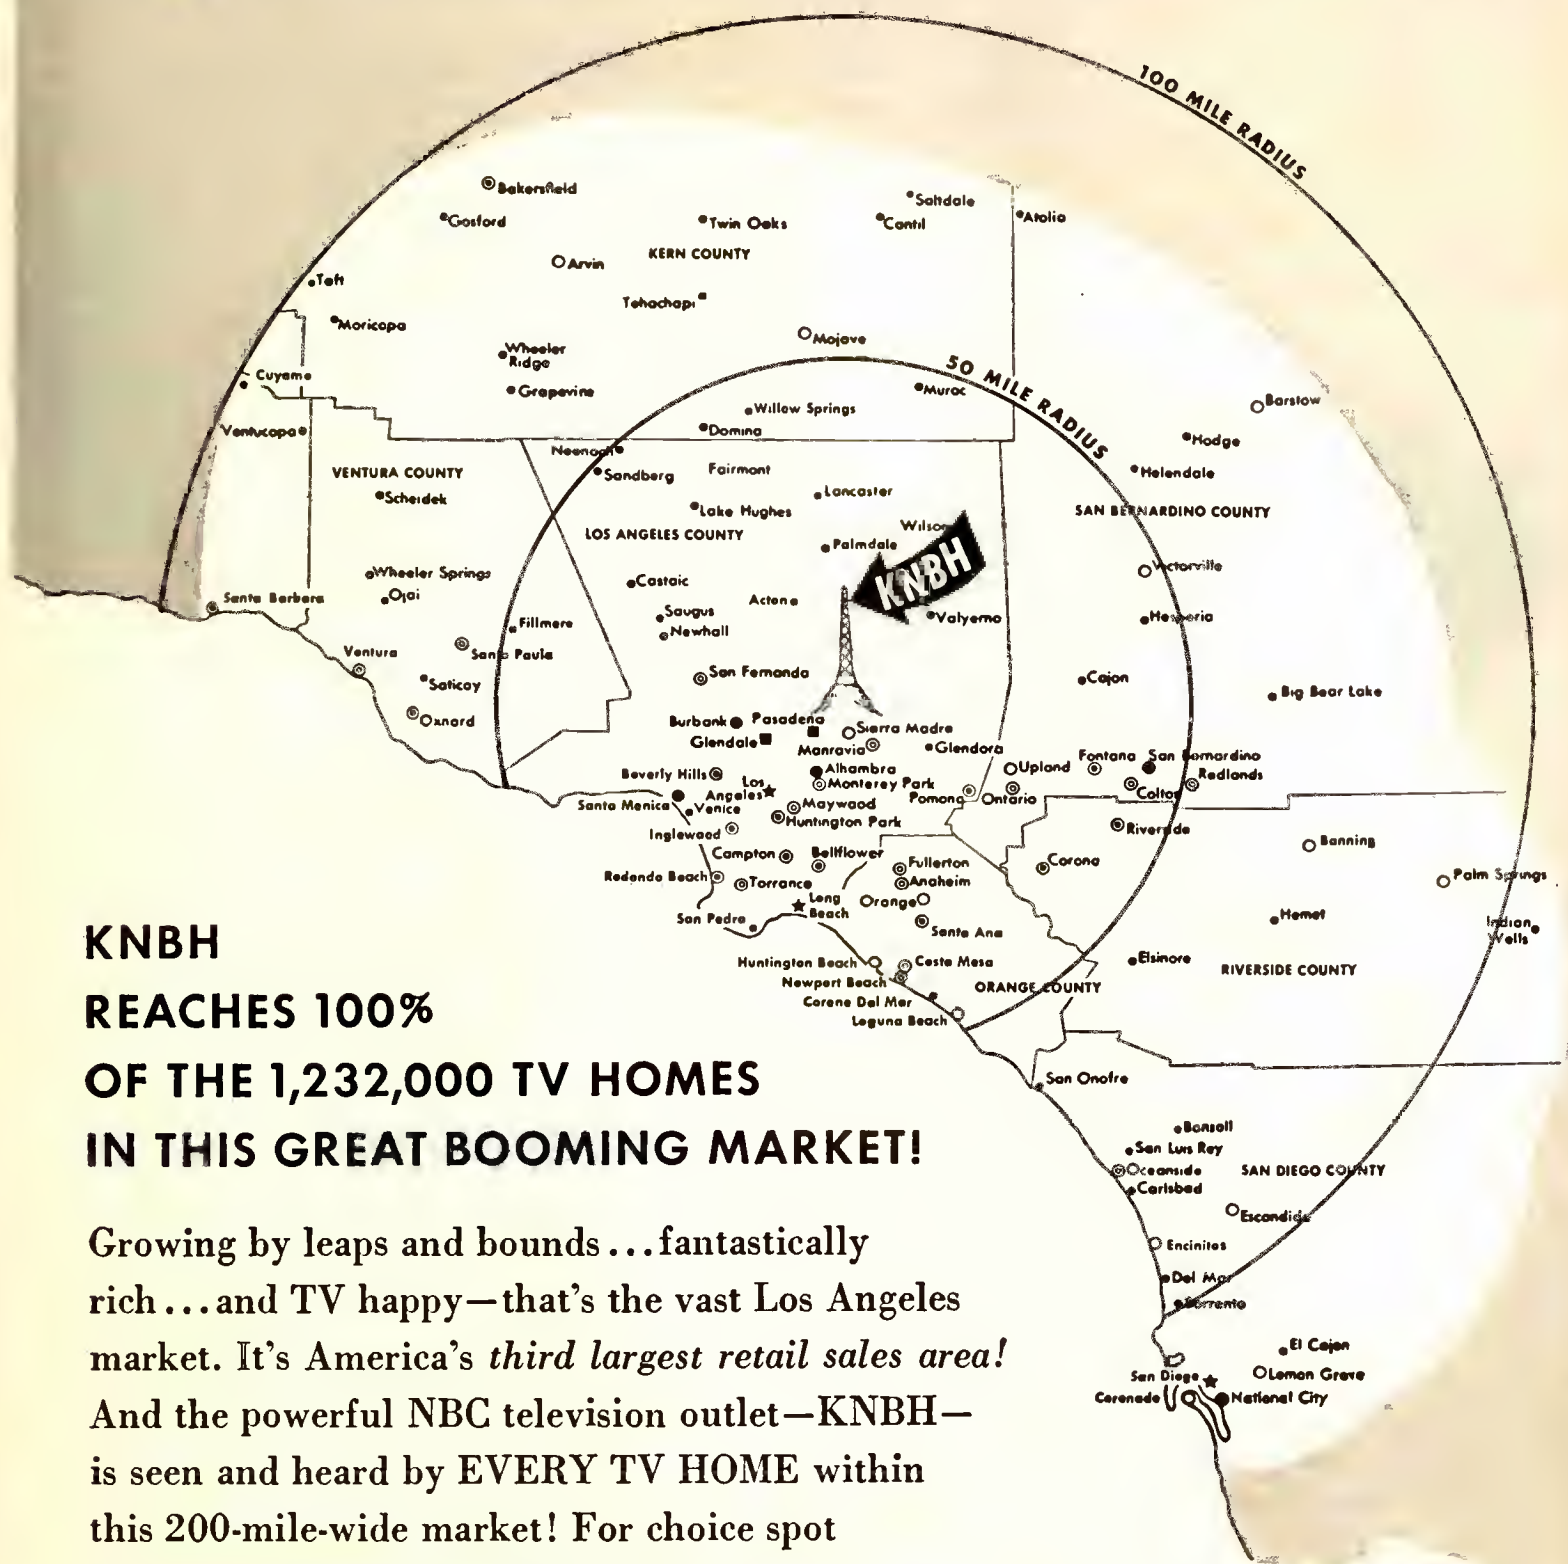 100 MILE RADIUS
Bakersfield
Saltdale
Gosford
Twin Oaks
Cantil
Atolia
KERN COUNTY
Arvin
Taft
Tehachapi
Maricopa
Mojave
Wheeler
Ridge
50 MILE RADIUS
Cuyama
Grapevine
Muroc
Barstow
Willow Springs
Ventucopa
Domino
Hodge
Neenach
Sandberg
Fairmont
VENTURA COUNTY
Helendale
Scheidek
Lancaster
Lake Hughes
SAN BERNARDINO COUNTY
LOS ANGELES COUNTY
Palmdale
KNBH
Wheeler Springs
Castaic
Victorville
Ojai
Santa Barbara
Acton
Saugus
Valyermo
Hesperia
Fillmore
Newhall
Ventura
Santa Paula
San Fernando
Cajon
Saticoy
Big Bear Lake
Oxnard
Burbank
Pasadena
Sierra Madre
Glendale
Monravia
Glendora
Fontana
San Bernardino
Beverly Hills
Los
Angeles
Alhambra
Upland
Redlands
Monterey Park
Pomona
Ontario
Colton
Santa Monica
Venice
Maywood
Huntington Park
Inglewood
Riverside
Banning
Compton
Bellflower
Fullerton
Corona
Redondo Beach
Torrance
Anaheim
Palm Springs
Long
Beach
Orange
San Pedro
Santa Ana
Hemet
Indian
Wells
Huntington Beach
Costa Mesa
Elsinore
RIVERSIDE COUNTY
Newport Beach
ORANGE COUNTY
Corona Del Mar
Laguna Beach
San Onofre
Bonsall
San Luis Rey
Oceanside
SAN DIEGO COUNTY
Carlsbad
Escondido
Encinitas
Del Mar
Sorrento
El Cajon
San Diego
Lemon Grove
Coronado
National City
KNBH
REACHES 100%
OF THE 1,232,000 TV HOMES
IN THIS GREAT BOOMING MARKET!
Growing by leaps and bounds...fantastically
rich...and TV happy—that's the vast Los Angeles
market. It's America's third largest retail sales area!
And the powerful NBC television outlet—KNBH—
is seen and heard by EVERY TV HOME within
this 200-mile-wide market! For choice spot